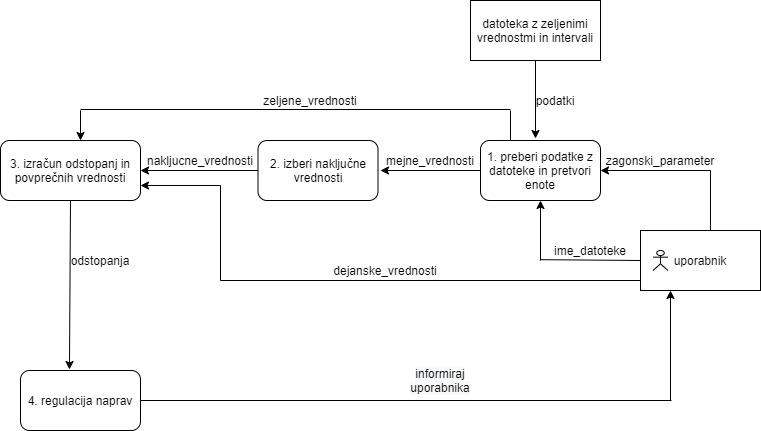 datoteka z zeljenimi
vrednostmi in intervali
podatki
zeljene_vrednosti
3. izračun odstopanj in
povprečnih vrednosti
nakljucne_vrednosti
2. izberi naključne
vrednosti
mejne_vrednosti
1. preberi podatke z
datoteke in pretvori
enote
zagonski_parameter
ime_datoteke
uporabnik
dejanske_vrednosti
odstopanja
4. regulacija naprav
informiraj
uporabnika